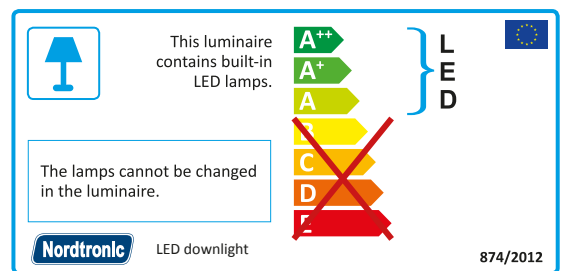 This luminaire
contains built-in
LED lamps.
A++
A+
A
B
C
D
E
L
E
D
The lamps cannot be changed
in the luminaire.
Nordtronic
LED downlight
874/2012